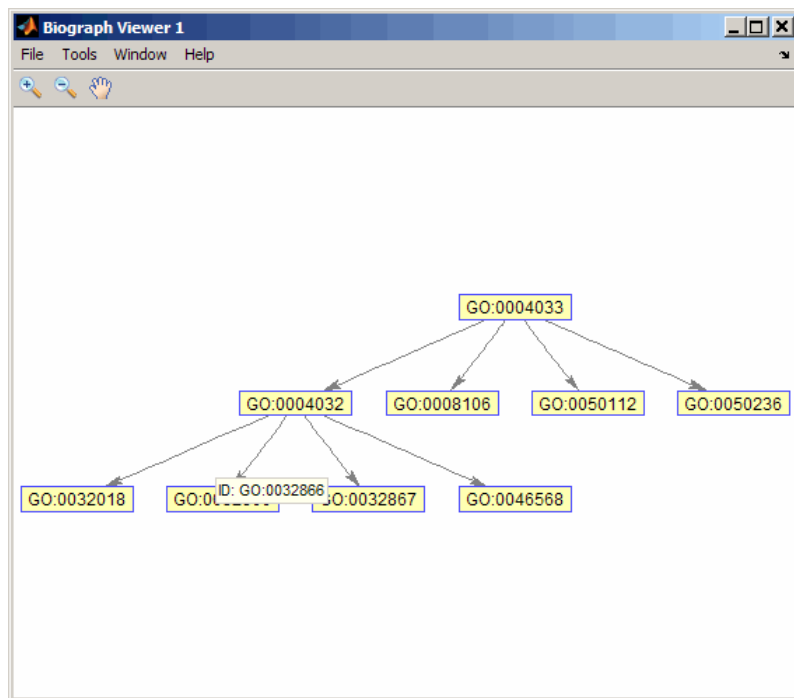 Biograph Viewer 1
File Tools Window Help
GO:0004033
GO:0004032 GO:0008106 GO:0050112 GO:0050236
ID: GO:0032866
GO:0032018 GO:0032867 GO:0046568